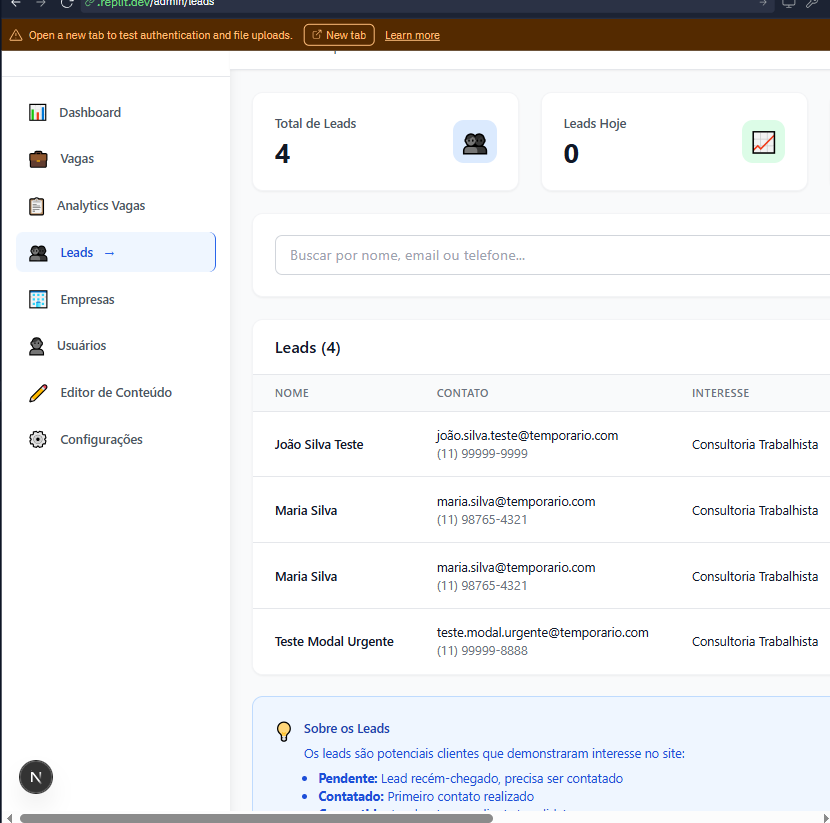 .replit.dev/admin/leads
Open a new tab to test authentication and file uploads. New tab Learn more
Dashboard
Vagas
Analytics Vagas
Leads →
Empresas
Usuários
Editor de Conteúdo
Configurações
N
Total de Leads
4
Leads Hoje
0
Buscar por nome, email ou telefone...
Leads (4)
NOME CONTATO INTERESSE
João Silva Teste joão.silva.teste@temporario.com Consultoria Trabalhista
(11) 99999-9999
Maria Silva maria.silva@temporario.com Consultoria Trabalhista
(11) 98765-4321
Maria Silva maria.silva@temporario.com Consultoria Trabalhista
(11) 98765-4321
Teste Modal Urgente teste.modal.urgente@temporario.com Consultoria Trabalhista
(11) 99999-8888
Sobre os Leads
Os leads são potenciais clientes que demonstraram interesse no site:
• Pendente: Lead recém-chegado, precisa ser contatado
• Contatado: Primeiro contato realizado